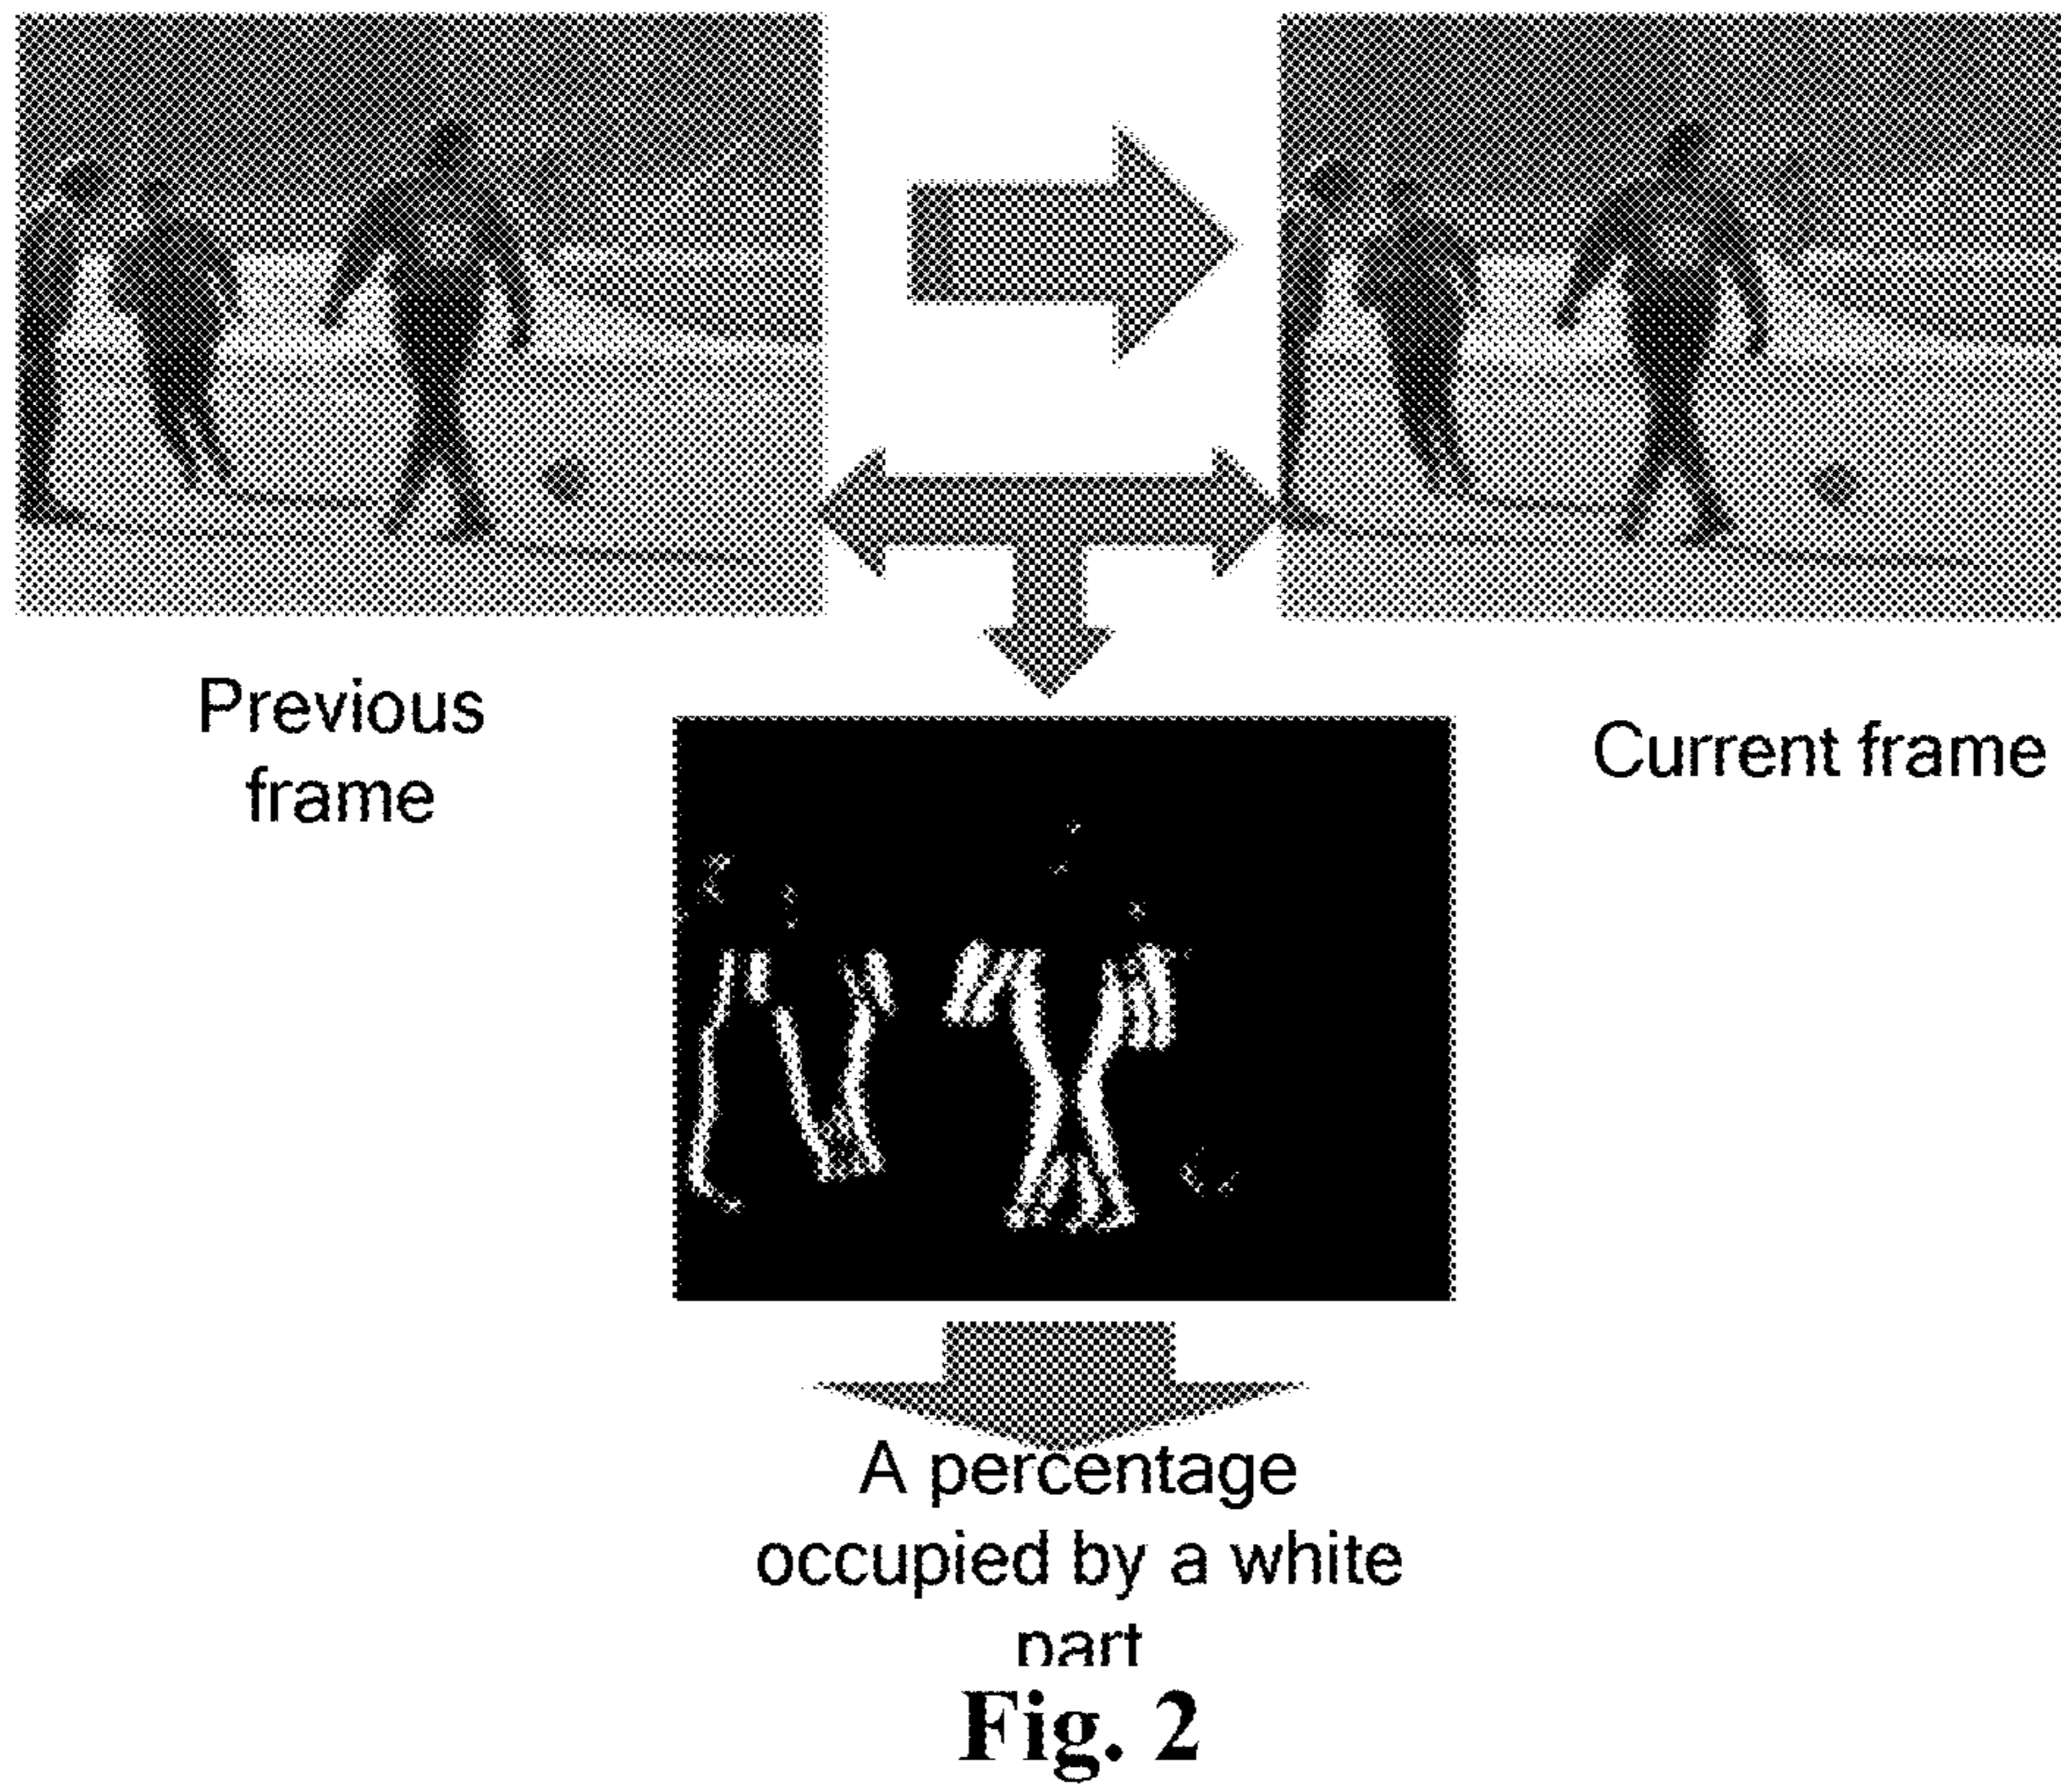 Previous
frame
Current frame
A percentage
occupied by a white
part
Fig. 2